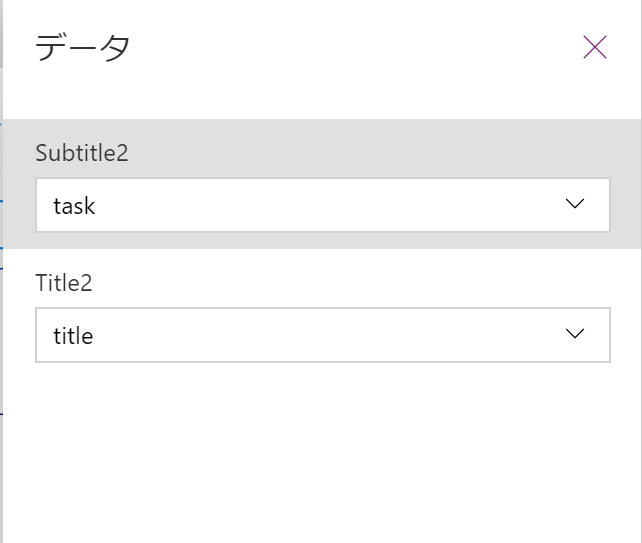 データ
Subtitle2
task
Title2
title